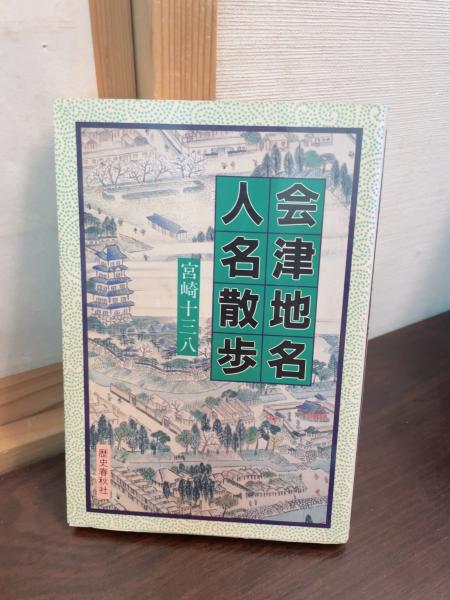 会津地名
人名散歩
宮崎十三八
歴史春秋社